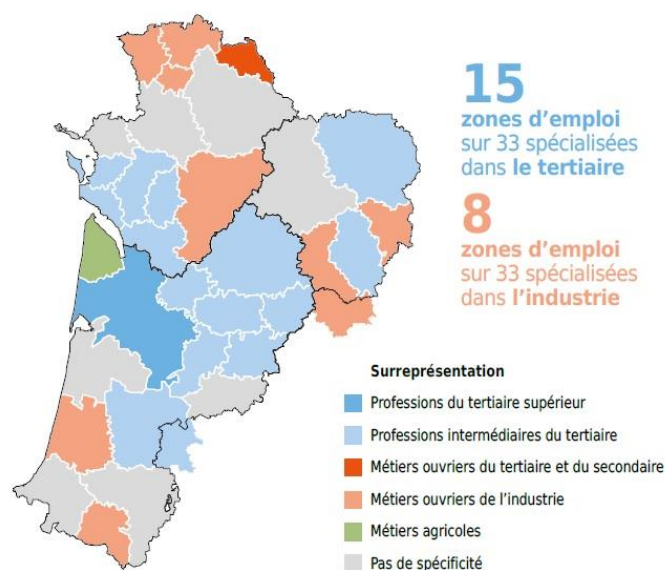 15
zones d’emploi
sur 33 spécialisées
dans le tertiaire
8
zones d’emploi
sur 33 spécialisées
dans l’industrie
Surreprésentation
Professions du tertiaire supérieur
Professions intermédiaires du tertiaire
Métiers ouvriers du tertiaire et du secondaire
Métiers ouvriers de l’industrie
Métiers agricoles
Pas de spécificité